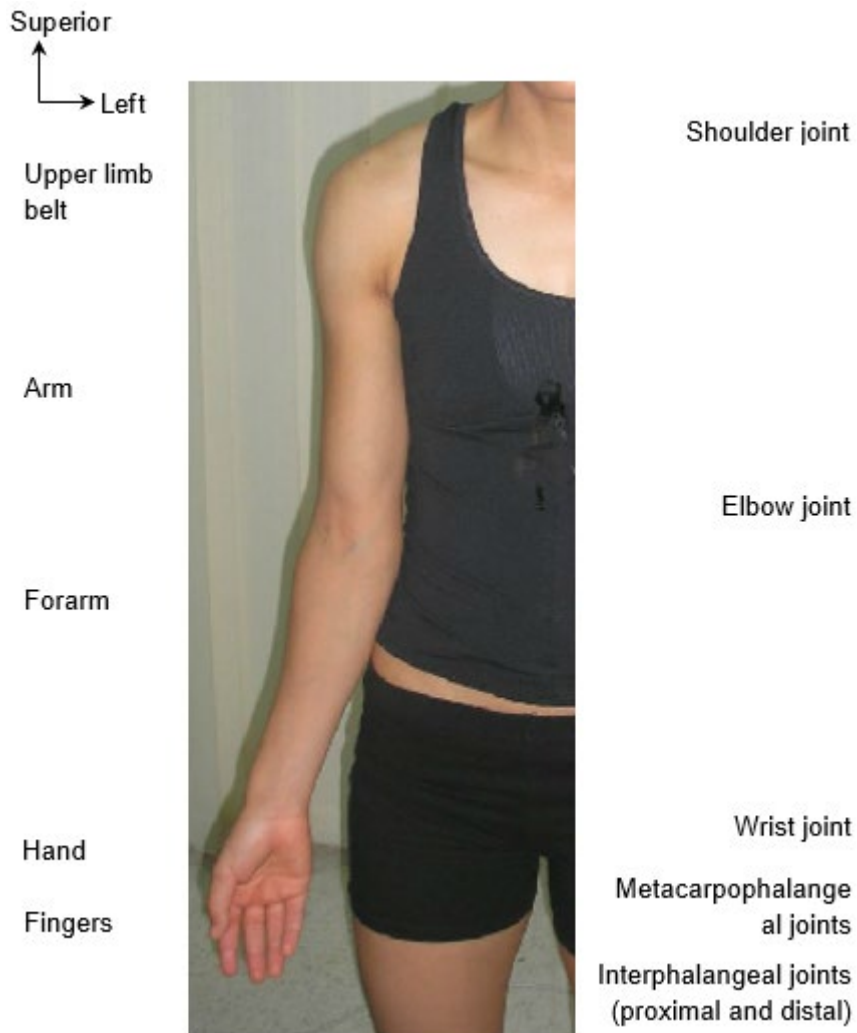 Superior
Left
Shoulder joint
Upper limb
belt
Arm
Elbow joint
Forarm
Wrist joint
Hand
Metacarpophalange
al joints
Fingers
Interphalangeal joints
(proximal and distal)